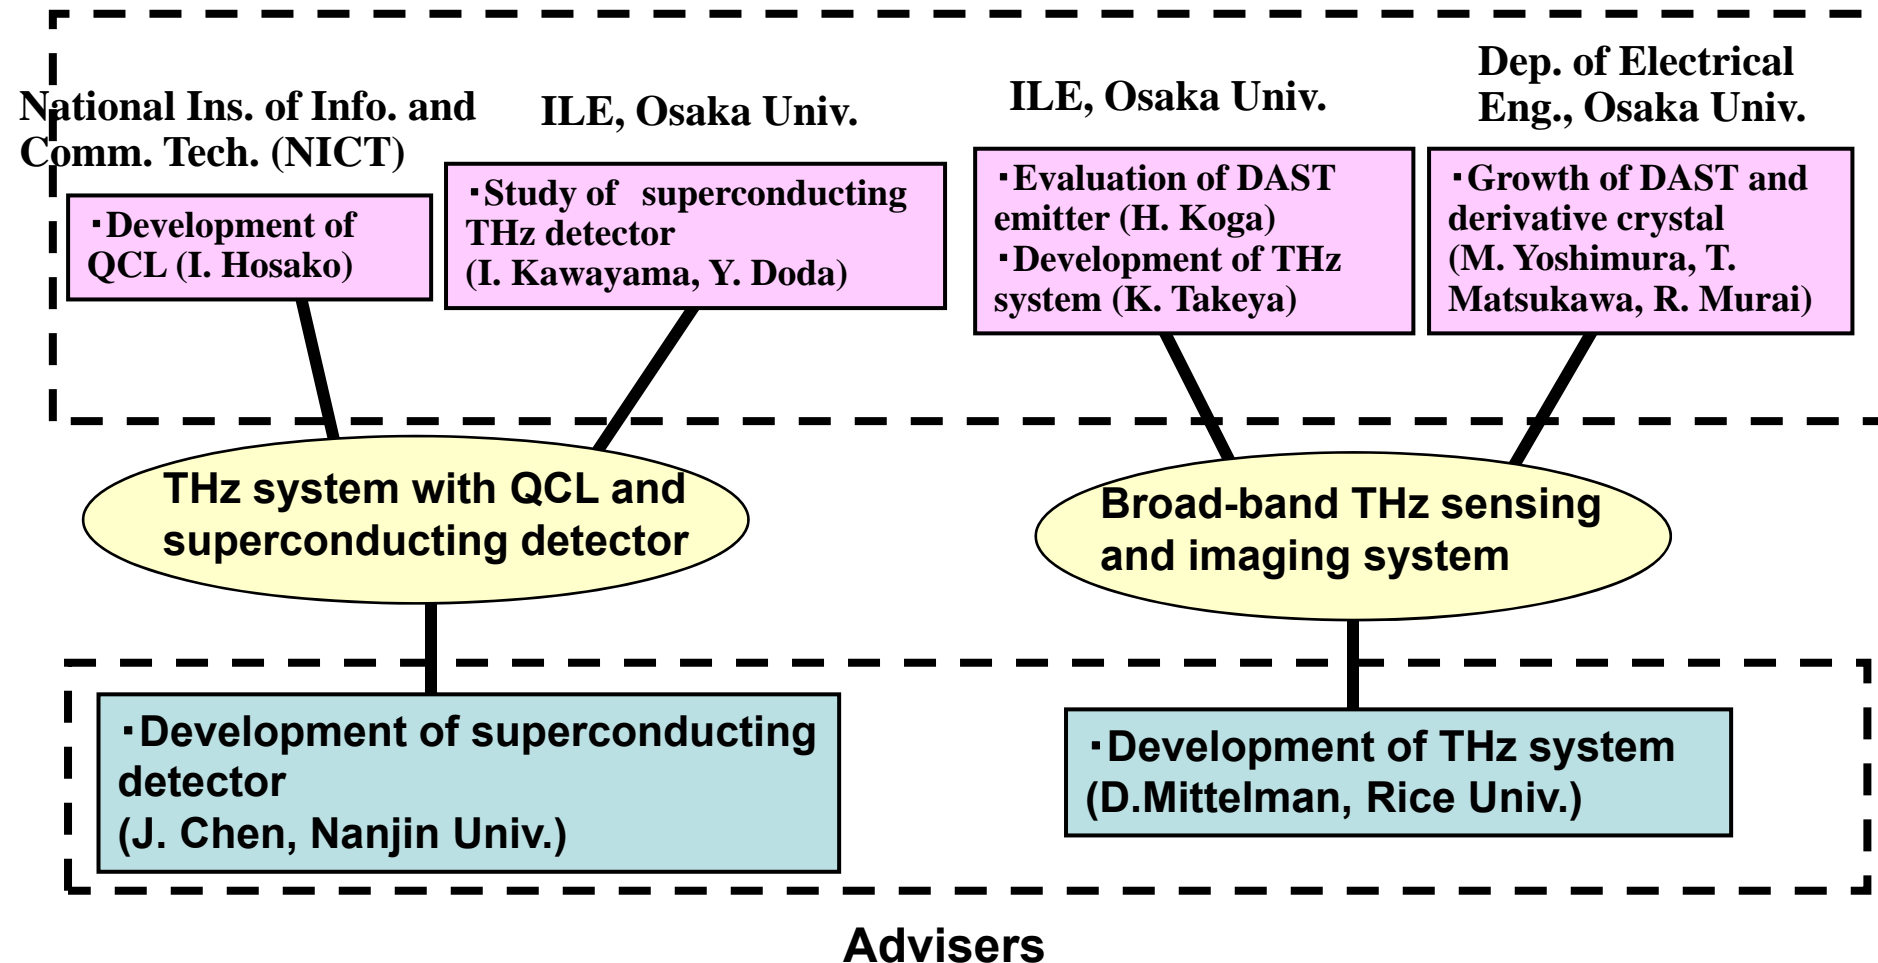 National Ins. of Info. and
Comm. Tech. (NICT)
ILE, Osaka Univ.
ILE, Osaka Univ.
Dep. of Electrical
Eng., Osaka Univ.
・Development of
QCL (I. Hosako)
・Study of superconducting
THz detector
(I. Kawayama, Y. Doda)
・Evaluation of DAST
emitter (H. Koga)
・Development of THz
system (K. Takeya)
・Growth of DAST and
derivative crystal
(M. Yoshimura, T.
Matsukawa, R. Murai)
THz system with QCL and
superconducting detector
Broad-band THz sensing
and imaging system
・Development of superconducting
detector
(J. Chen, Nanjin Univ.)
・Development of THz system
(D.Mittelman, Rice Univ.)
Advisers